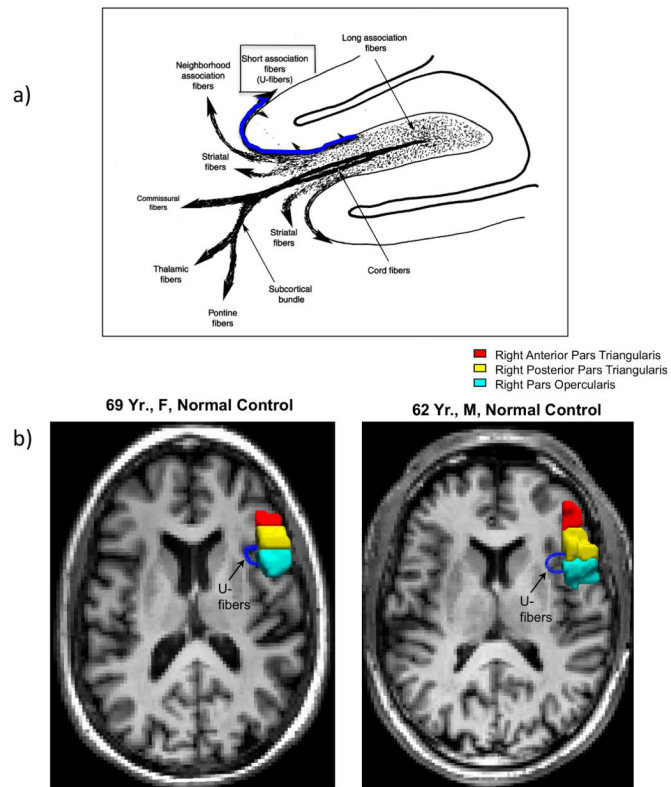 a)
Long association
fibers
Short association
fibers
(U-fibers)
Neighborhood
association
fibers
Striatal
fibers
Commissural
fibers
Striatal
fibers
Cord fibers
Thalamic
fibers
Subcortical
bundle
Pontine
fibers
Right Anterior Pars Triangularis
Right Posterior Pars Triangularis
Right Pars Opercularis
b)
69 Yr., F, Normal Control
62 Yr., M, Normal Control
U-
fibers
U-
fibers